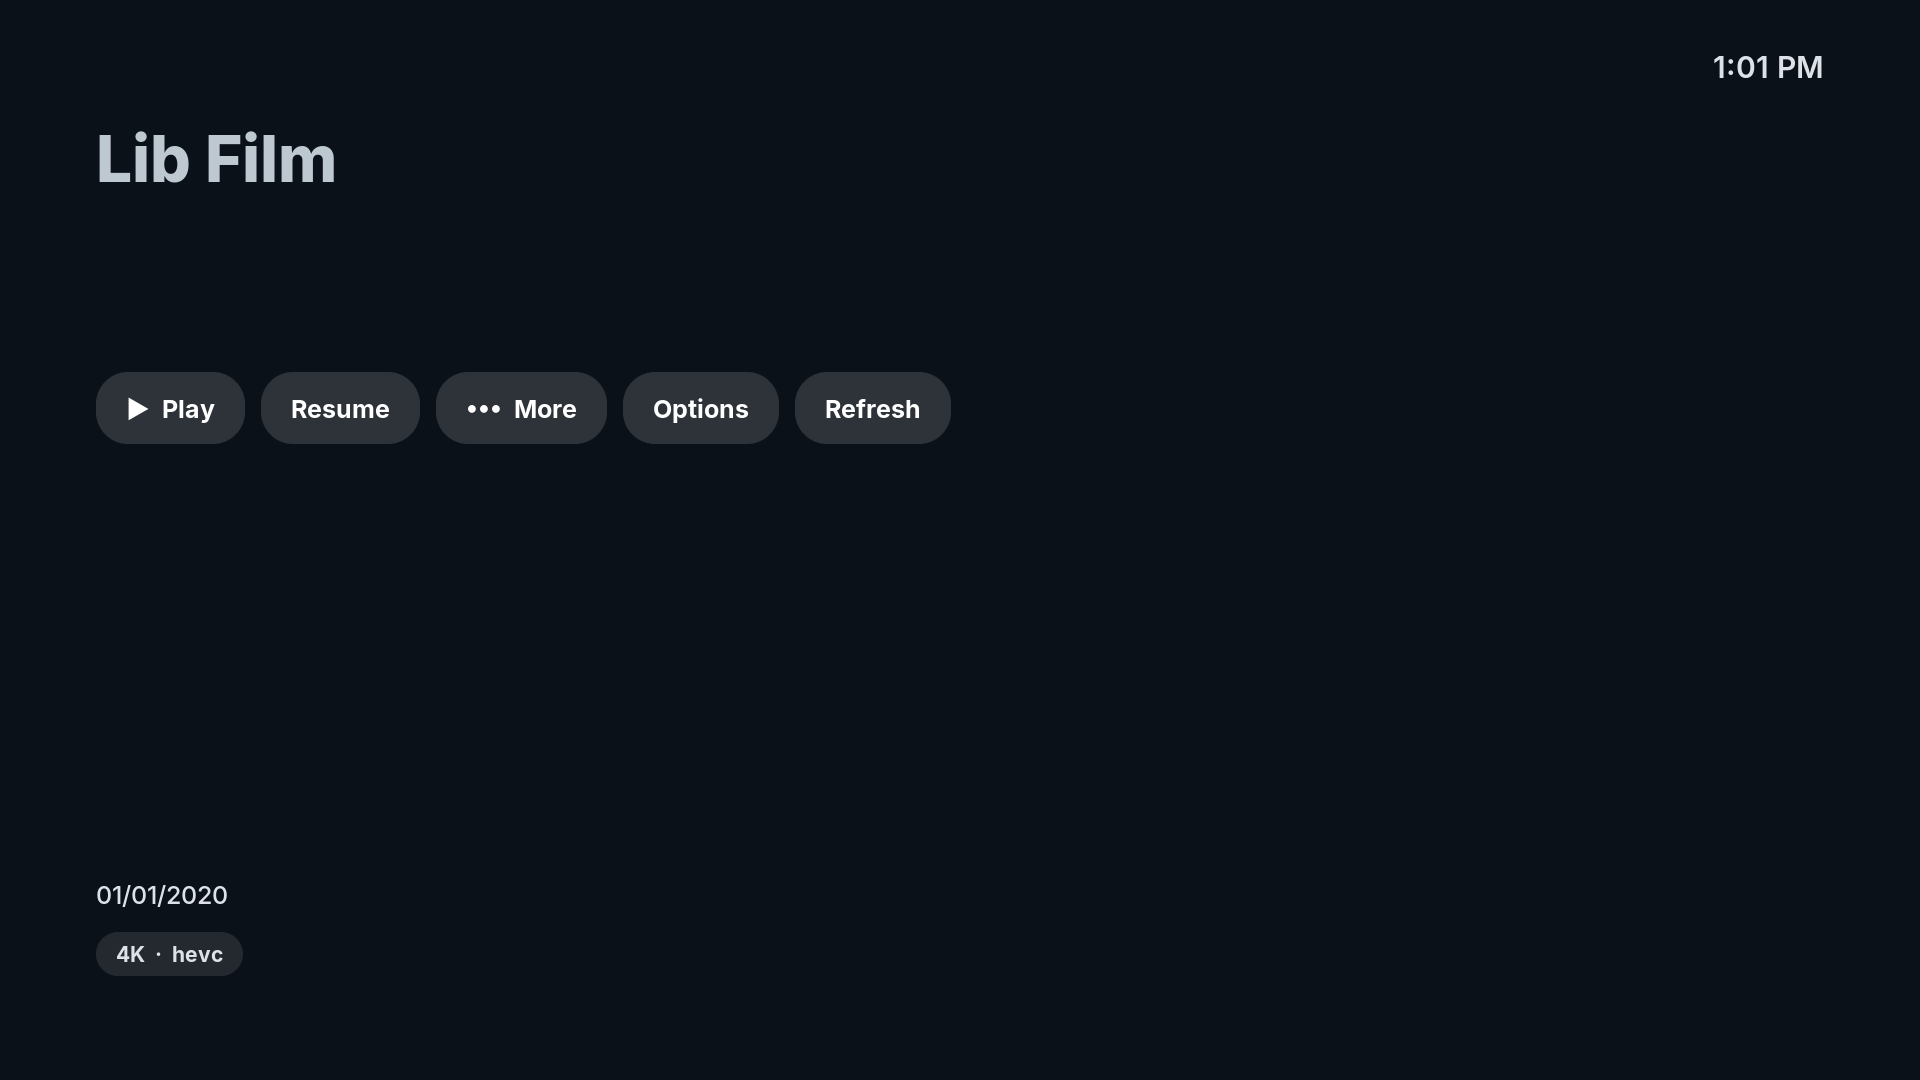 1:01 PM
Lib Film
Play Resume ••• More Options Refresh
01/01/2020
4K · hevc